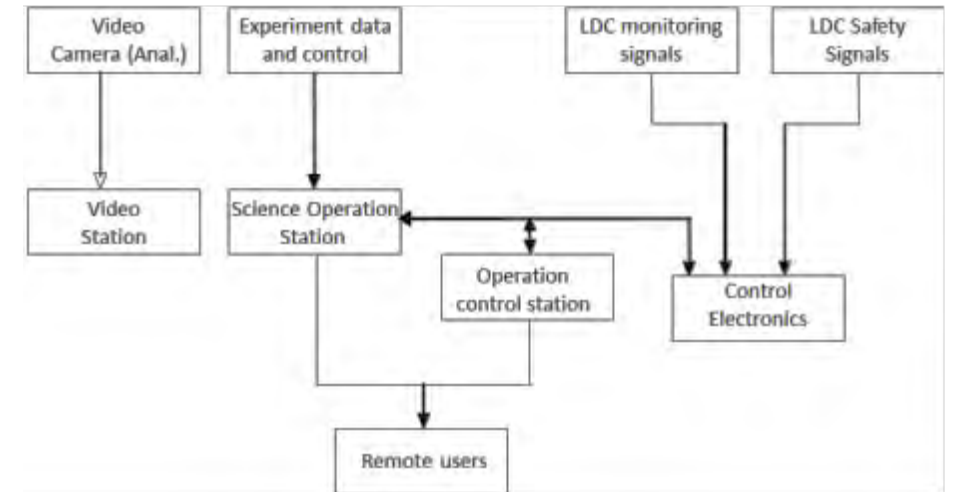 Video
Camera (Anal.)
Experiment data
and control
LDC monitoring
signals
LDC Safety
Signals
Video
Station
Science Operation
Station
Operation
control station
Control
Electronics
Remote users